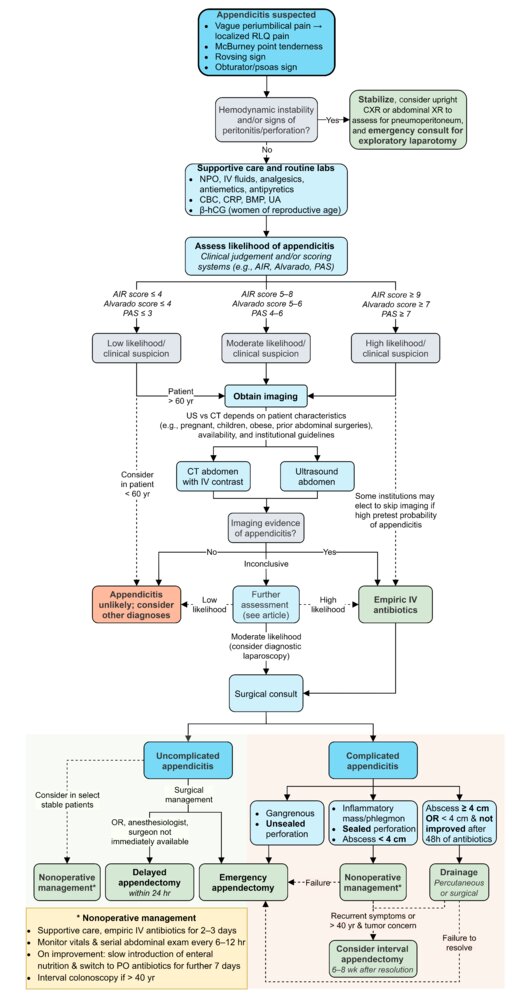 Appendicitis suspected
• Vague periumbilical pain →
localized RLQ pain
• McBurney point tenderness
• Rovsing sign
• Obturator/psoas sign
Hemodynamic instability
and/or signs of
peritonitis/perforation?
Yes
Stabilize, consider upright
CXR or abdominal XR to
assess for pneumoperitoneum,
and emergency consult for
exploratory laparotomy
No
Supportive care and routine labs
• NPO, IV fluids, analgesics,
antiemetics, antipyretics
• CBC, CRP, BMP, UA
• β-hCG (women of reproductive age)
Assess likelihood of appendicitis
Clinical judgement and/or scoring
systems (e.g., AIR, Alvarado, PAS)
AIR score ≤ 4
Alvarado score ≤ 4
PAS ≤ 3
AIR score 5–8
Alvarado score 5–6
PAS 4–6
AIR score ≥ 9
Alvarado score ≥ 7
PAS ≥ 7
Low likelihood/
clinical suspicion
Moderate likelihood/
clinical suspicion
High likelihood/
clinical suspicion
Patient
> 60 yr
Obtain imaging
US vs CT depends on patient characteristics
(e.g., pregnant, children, obese, prior abdominal surgeries),
availability, and institutional guidelines
Consider
in patient
< 60 yr
CT abdomen
with IV contrast
Ultrasound
abdomen
Some institutions may
elect to skip imaging if
high pretest probability
of appendicitis
Imaging evidence
of appendicitis?
No
Yes
Inconclusive
Appendicitis
unlikely; consider
other diagnoses
Low
likelihood
Further
assessment
(see article)
High
likelihood
Empiric IV
antibiotics
Moderate likelihood
(consider diagnostic
laparoscopy)
Surgical consult
Uncomplicated
appendicitis
Complicated
appendicitis
Consider in select
stable patients
Surgical
management
OR, anesthesiologist,
surgeon not
immediately available
• Gangrenous
• Unsealed
perforation
• Inflammatory
mass/phlegmon
• Sealed perforation
• Abscess < 4 cm
Abscess ≥ 4 cm
OR < 4 cm & not
improved after
48h of antibiotics
Nonoperative
management*
Delayed
appendectomy
within 24 hr
Emergency
appendectomy
Failure
Nonoperative
management*
Drainage
Percutaneous
or surgical
Recurrent symptoms or
> 40 yr & tumor concern
Failure to
resolve
Consider interval
appendectomy
6–8 wk after resolution
* Nonoperative management
• Supportive care, empiric IV antibiotics for 2–3 days
• Monitor vitals & serial abdominal exam every 6–12 hr
• On improvement: slow introduction of enteral
nutrition & switch to PO antibiotics for further 7 days
• Interval colonoscopy if > 40 yr